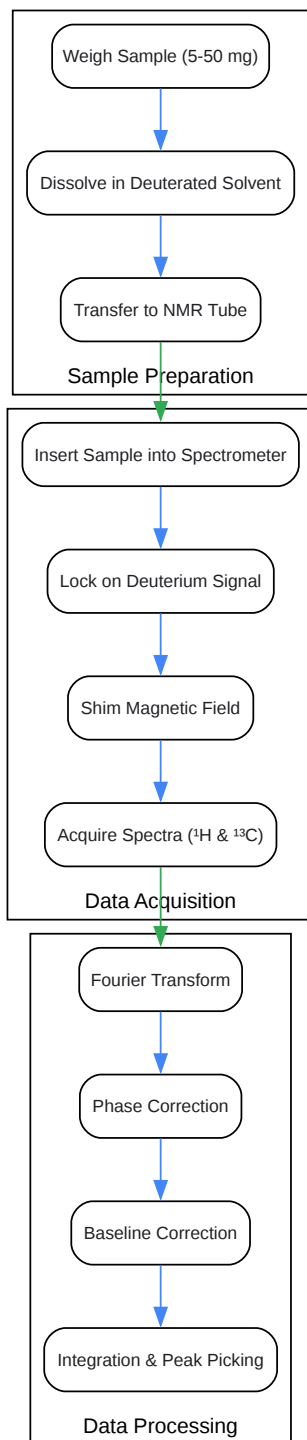 Weigh Sample (5-50 mg)
Dissolve in Deuterated Solvent
Transfer to NMR Tube
Sample Preparation
Insert Sample into Spectrometer
Lock on Deuterium Signal
Shim Magnetic Field
Acquire Spectra (¹H & ¹³C)
Data Acquisition
Fourier Transform
Phase Correction
Baseline Correction
Integration & Peak Picking
Data Processing